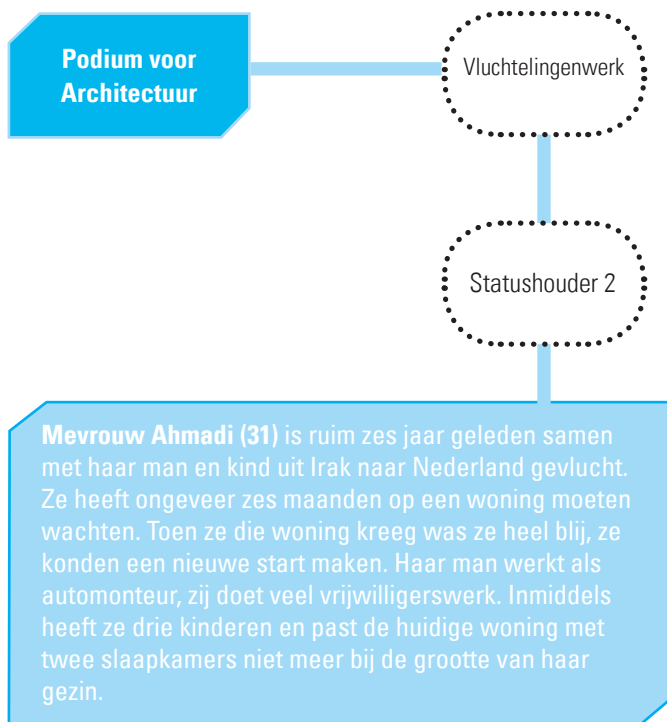 Podium voor
Architectuur
Vluchtelingenwerk
Statushouder 2
Mevrouw Ahmadi (31) is ruim zes jaar geleden samen
met haar man en kind uit Irak naar Nederland gevlucht.
Ze heeft ongeveer zes maanden op een woning moeten
wachten. Toen ze die woning kreeg was ze heel blij, ze
konden een nieuwe start maken. Haar man werkt als
automonteur, zij doet veel vrijwilligerswerk. Inmiddels
heeft ze drie kinderen en past de huidige woning met
twee slaapkamers niet meer bij de grootte van haar
gezin.